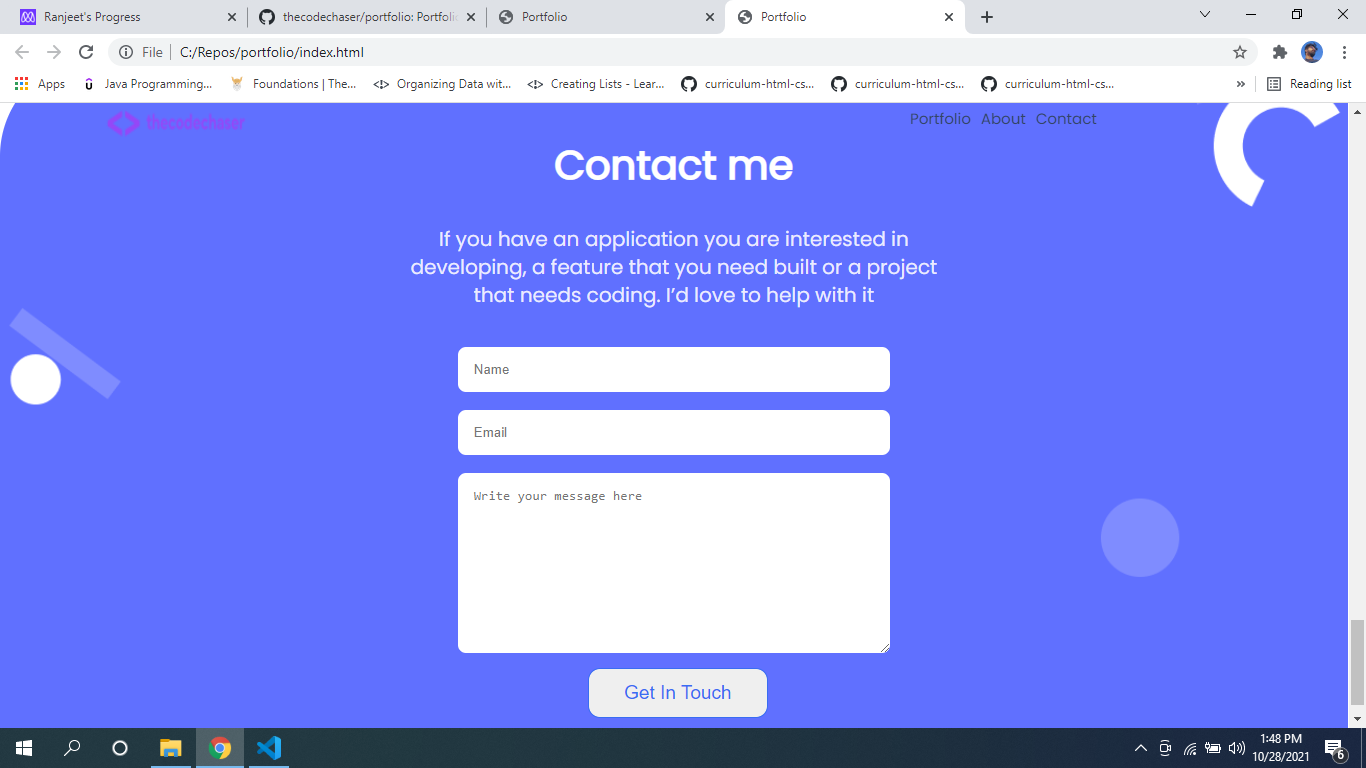 Ranjeet's Progress
thecodechaser/portfolio: Portfolio
Portfolio
Portfolio
File C:/Repos/portfolio/index.html
Apps Java Programming... Foundations | The... Organizing Data wit... Creating Lists - Lear... curriculum-html-cs... curriculum-html-cs... curriculum-html-cs... » Reading list
<> thecodechaser
Portfolio About Contact
Contact me
If you have an application you are interested in
developing, a feature that you need built or a project
that needs coding. I’d love to help with it
Name
Email
Write your message here
Get In Touch
1:48 PM
10/28/2021
6